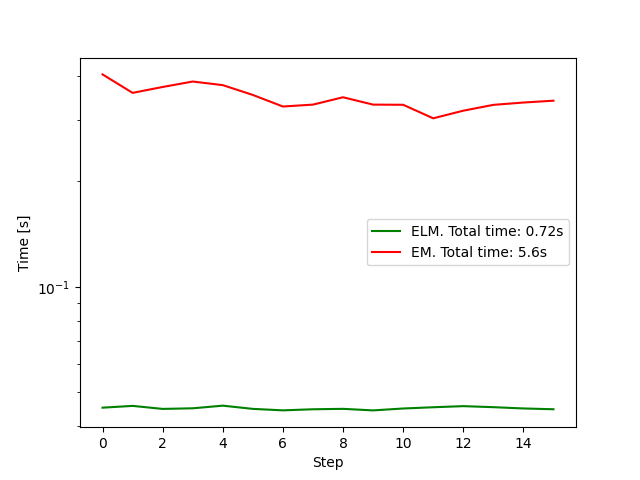 Time [s]
10⁻¹
ELM. Total time: 0.72s
EM. Total time: 5.6s
0 2 4 6 8 10 12 14
Step